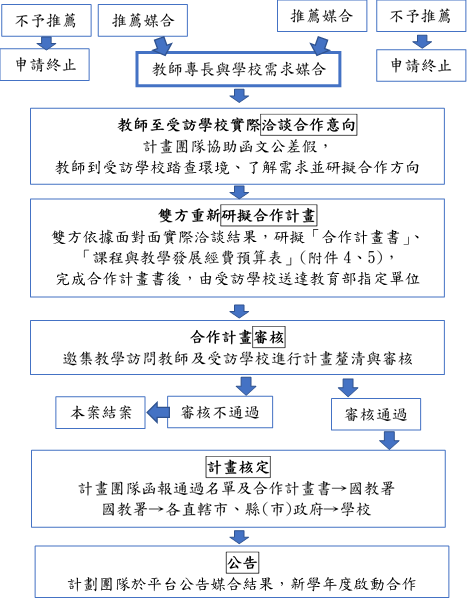 不予推薦
推薦媒合
推薦媒合
不予推薦
申請終止
教師專長與學校需求媒合
申請終止
教師至受訪學校實際洽談合作意向
計畫團隊協助函文公差假，
教師到受訪學校踏查環境、了解需求並研擬合作方向
雙方重新研擬合作計畫
雙方依據面對面實際洽談結果，研擬「合作計畫書」、
「課程與教學發展經費預算表」(附件 4、5)，
完成合作計畫書後，由受訪學校送達教育部指定單位
合作計畫審核
邀集教學訪問教師及受訪學校進行計畫釐清與審核
本案結案
審核不通過
審核通過
計畫核定
計畫團隊函報通過名單及合作計畫書→國教署
國教署→各直轄市、縣(市)政府→學校
公告
計劃團隊於平台公告媒合結果，新學年度啟動合作